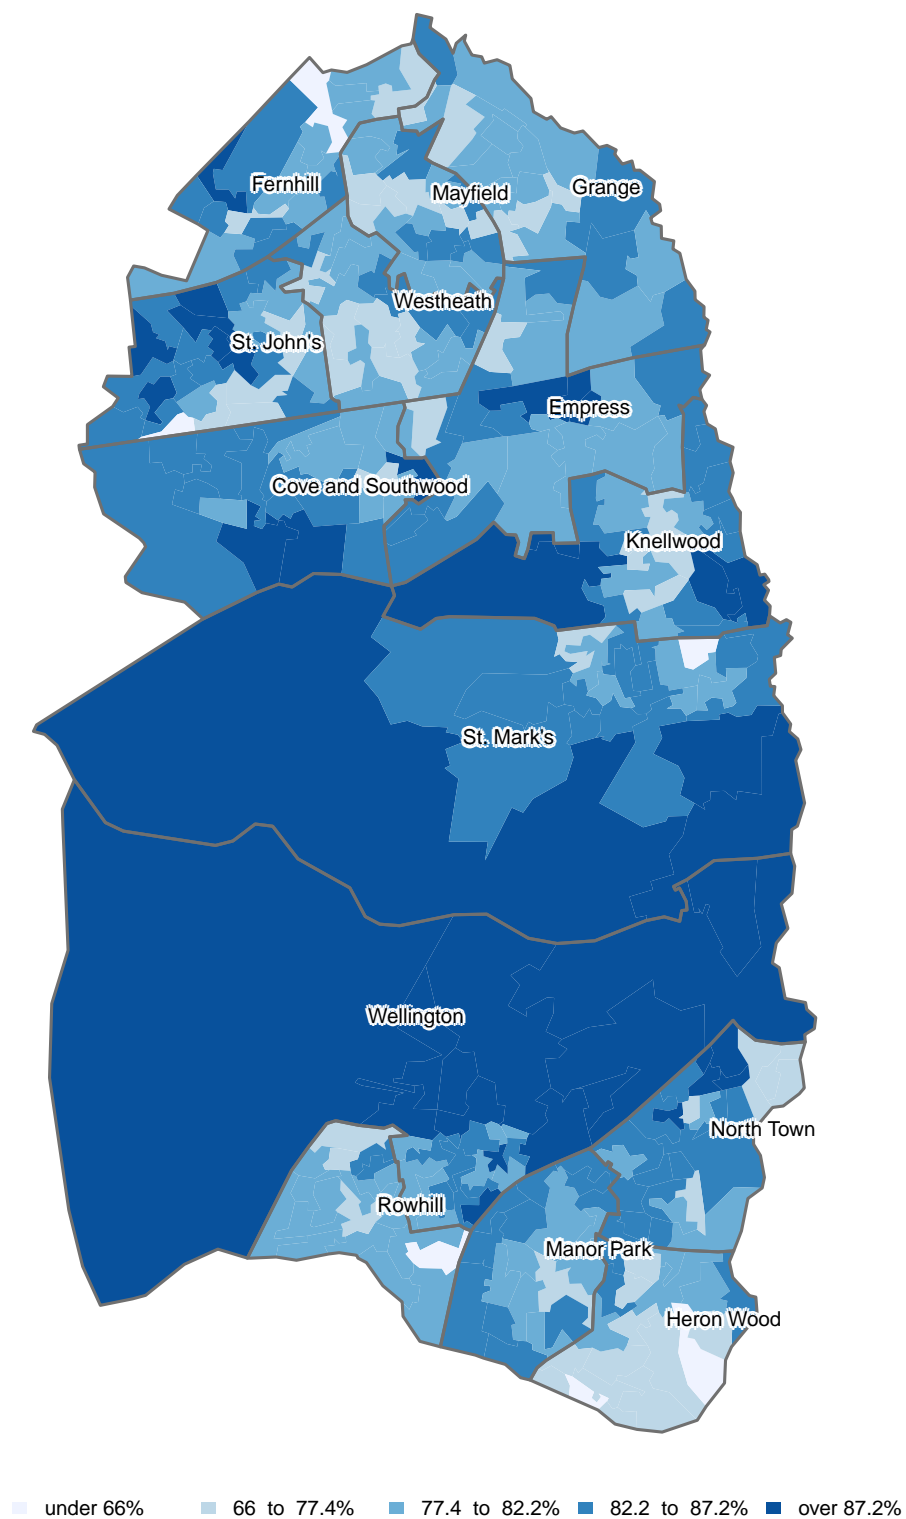 Fernhill
Mayfield
Grange
Westheath
St. John's
Empress
Cove and Southwood
Knellwood
St. Mark's
Wellington
North Town
Rowhill
Manor Park
Heron Wood
under 66% 66 to 77.4% 77.4 to 82.2% 82.2 to 87.2% over 87.2%